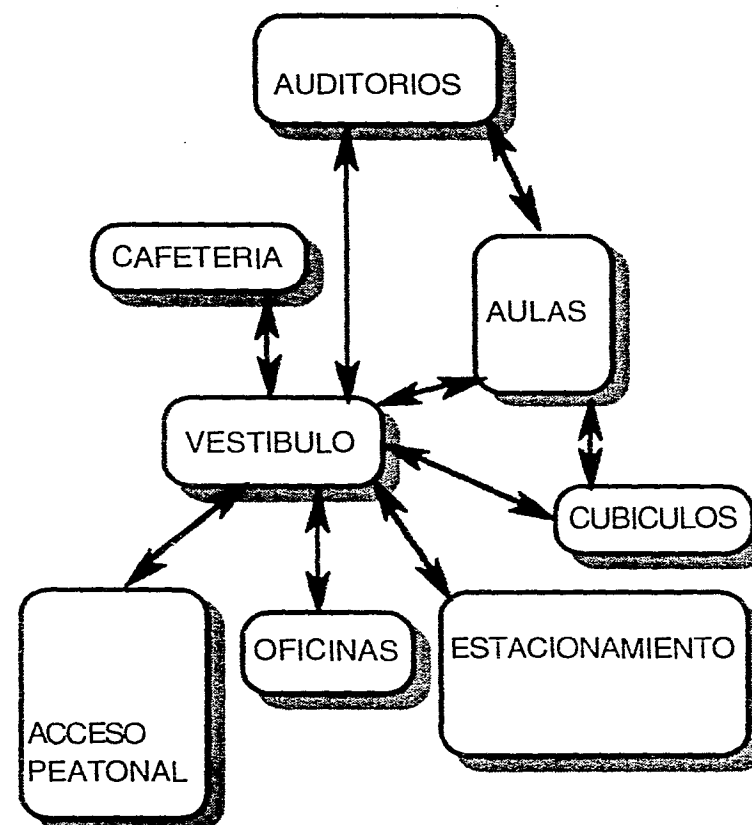 AUDITORIOS
CAFETERIA
AULAS
VESTIBULO
CUBICULOS
OFICINAS
ESTACIONAMIENTO
ACCESO
PEATONAL